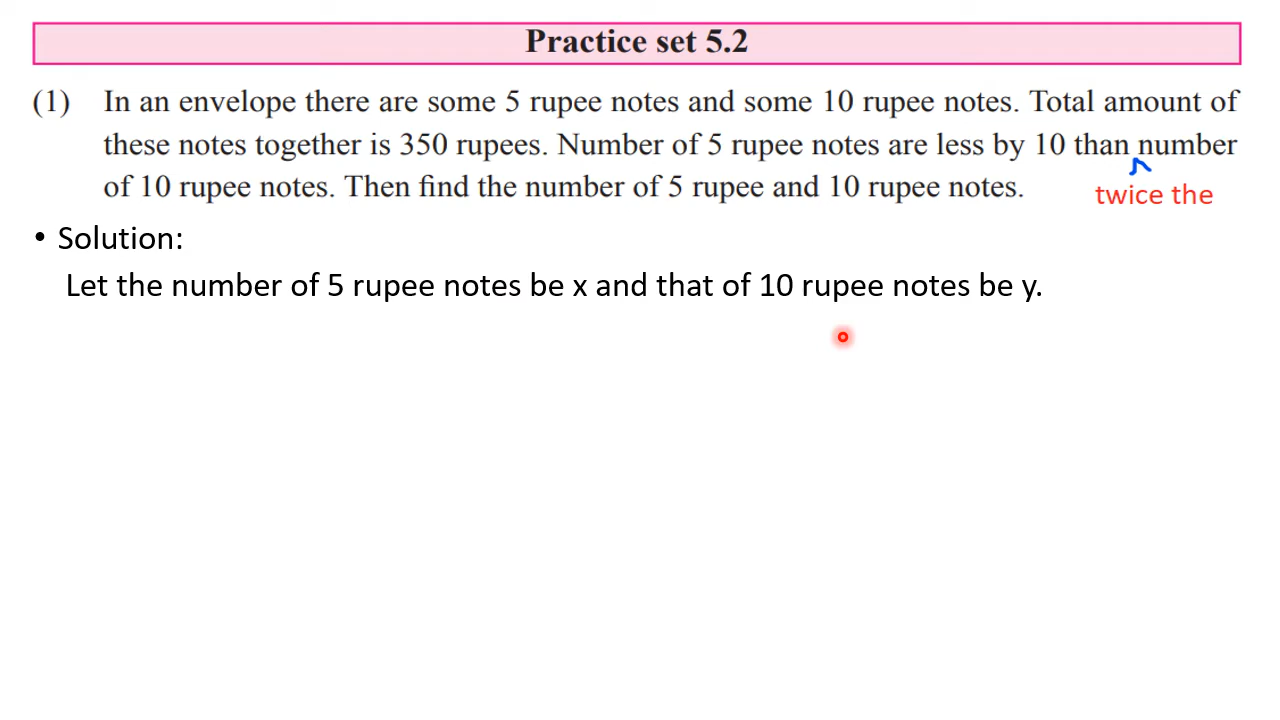 Practice set 5.2
(1) In an envelope there are some 5 rupee notes and some 10 rupee notes. Total amount of
these notes together is 350 rupees. Number of 5 rupee notes are less by 10 than number
of 10 rupee notes. Then find the number of 5 rupee and 10 rupee notes.
twice the
• Solution:
Let the number of 5 rupee notes be x and that of 10 rupee notes be y.